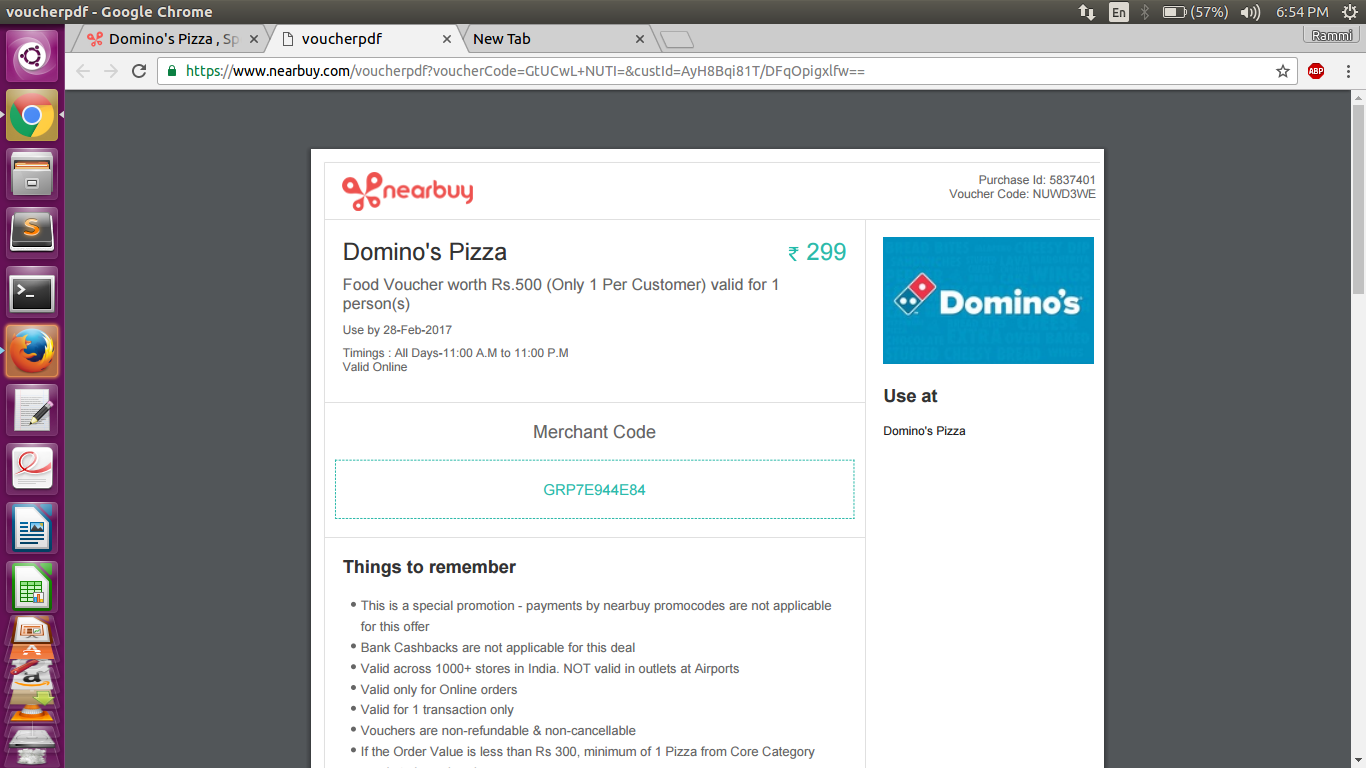 voucherpdf - Google Chrome
En
(57%)
6:54 PM
Domino's Pizza , Sp
voucherpdf
New Tab
Rammi
https://www.nearbuy.com/voucherpdf?voucherCode=GtUCwL+NUTI=&custId=AyH8Bqi81T/DFqOpigxlfw==
ABP
nearbuy
Purchase Id: 5837401
Voucher Code: NUWD3WE
Domino's Pizza
₹ 299
Food Voucher worth Rs.500 (Only 1 Per Customer) valid for 1
person(s)
Use by 28-Feb-2017
Timings : All Days-11:00 A.M to 11:00 P.M
Valid Online
Domino's
Use at
Domino's Pizza
Merchant Code
GRP7E944E84
Things to remember
• This is a special promotion - payments by nearbuy promocodes are not applicable
for this offer
• Bank Cashbacks are not applicable for this deal
• Valid across 1000+ stores in India. NOT valid in outlets at Airports
• Valid only for Online orders
• Valid for 1 transaction only
• Vouchers are non-refundable & non-cancellable
• If the Order Value is less than Rs 300, minimum of 1 Pizza from Core Category